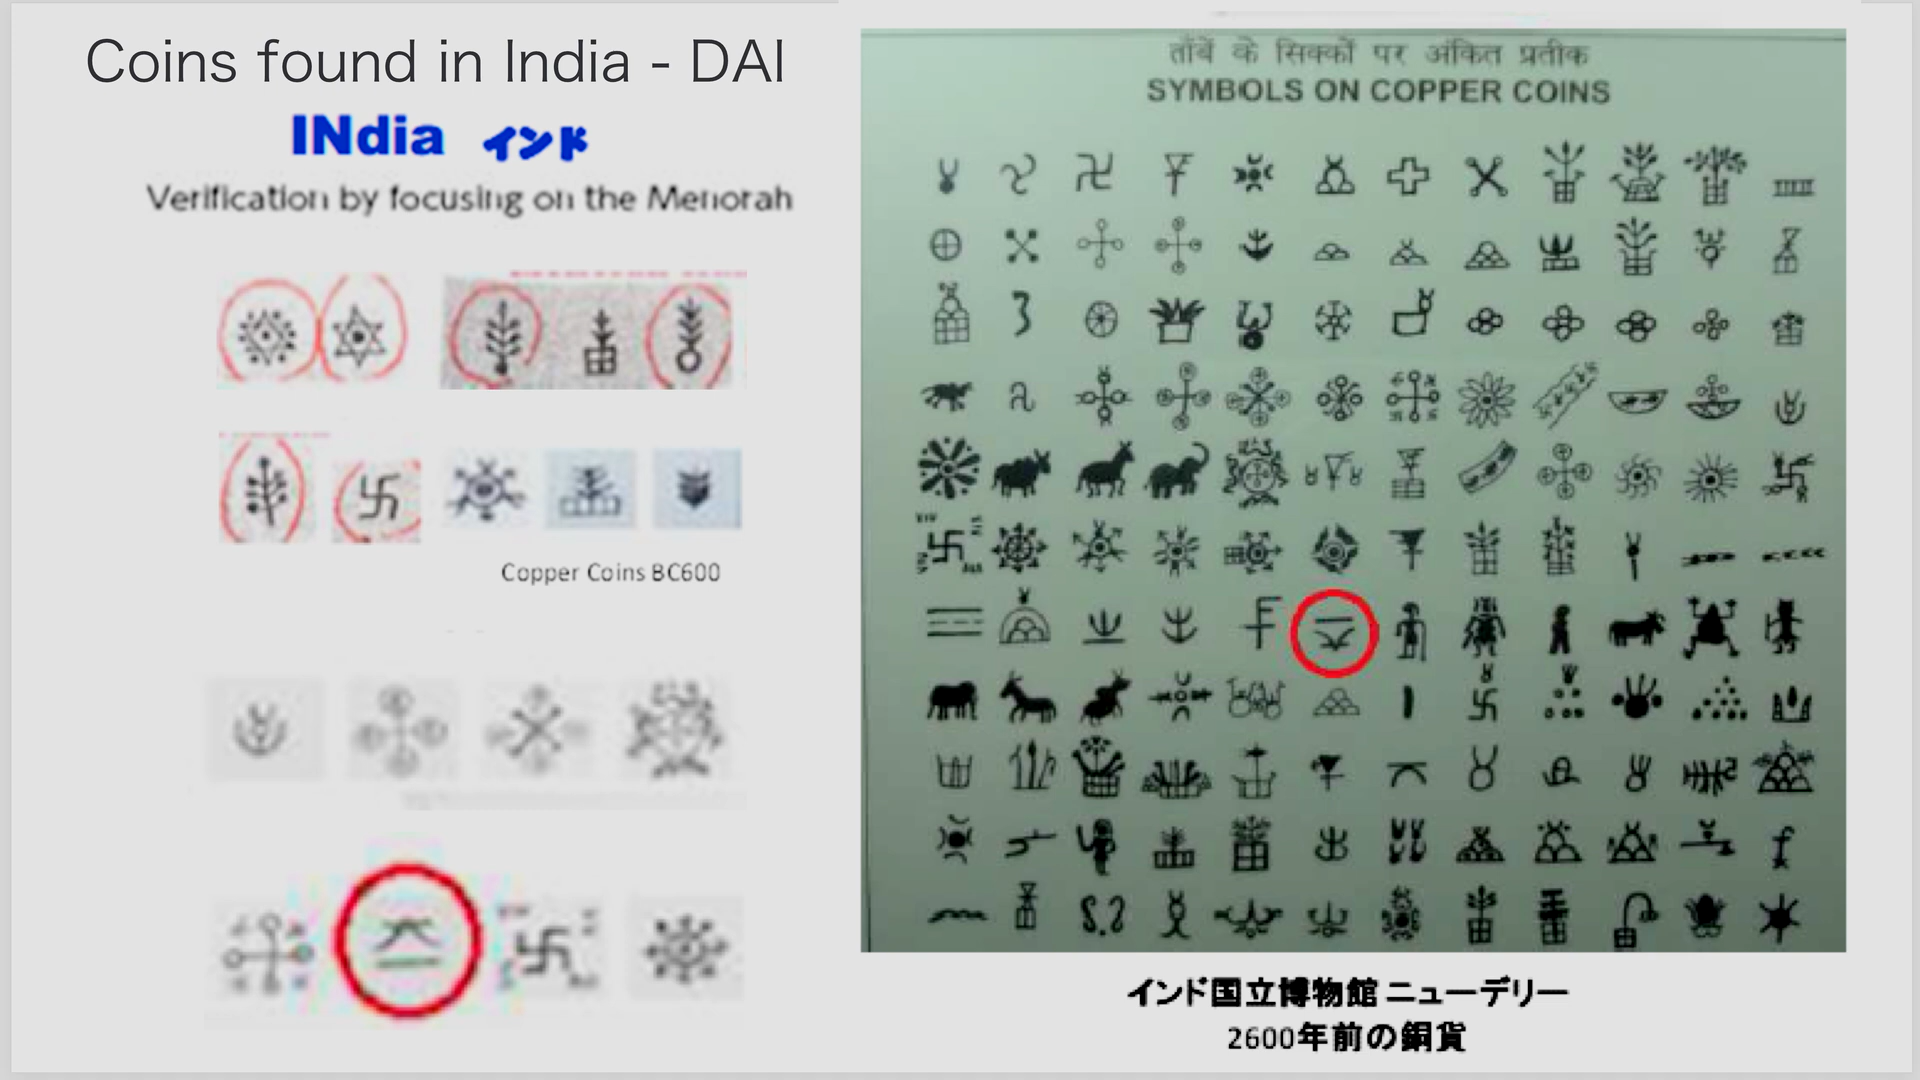 Coins found in India - DAI
INdia インド
Verification by focusing on the Menorah
Copper Coins BC600
ताँबें के सिक्कों पर अंकित प्रतीक
SYMBOLS ON COPPER COINS
インド国立博物館 ニューデリー
2600年前の銅貨